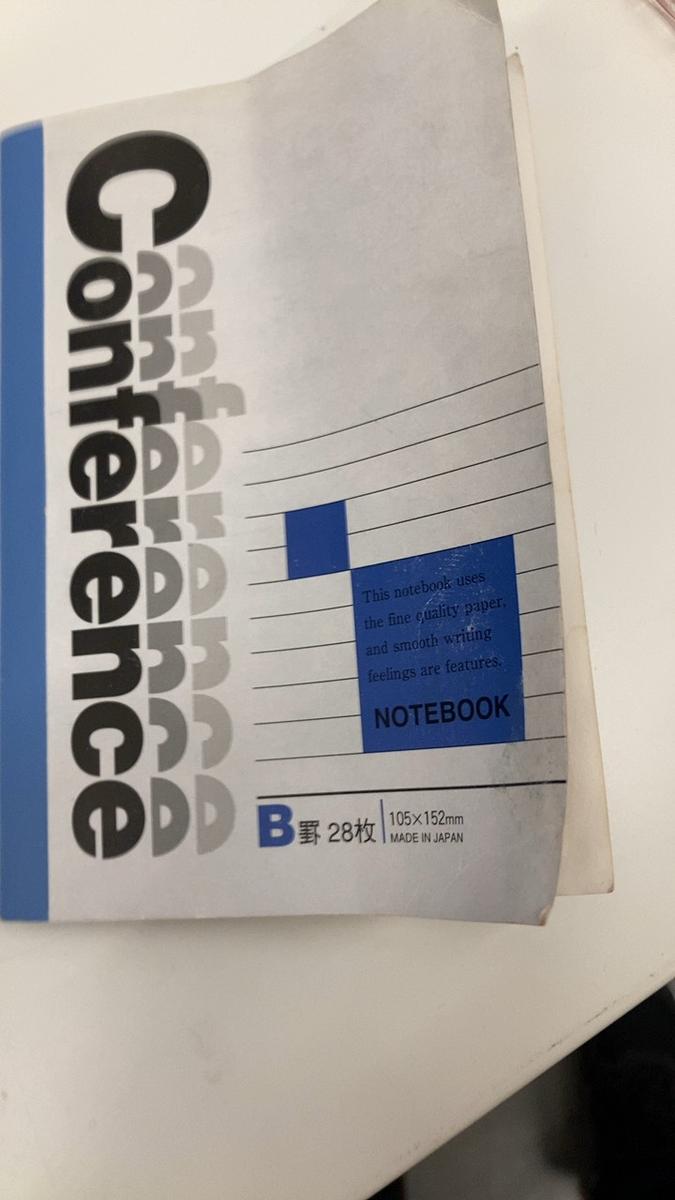 Conference
Conference
Conference
This notebook uses
the fine quality paper,
and smooth writing
feelings are features.
NOTEBOOK
B罫 28枚
105×152mm
MADE IN JAPAN